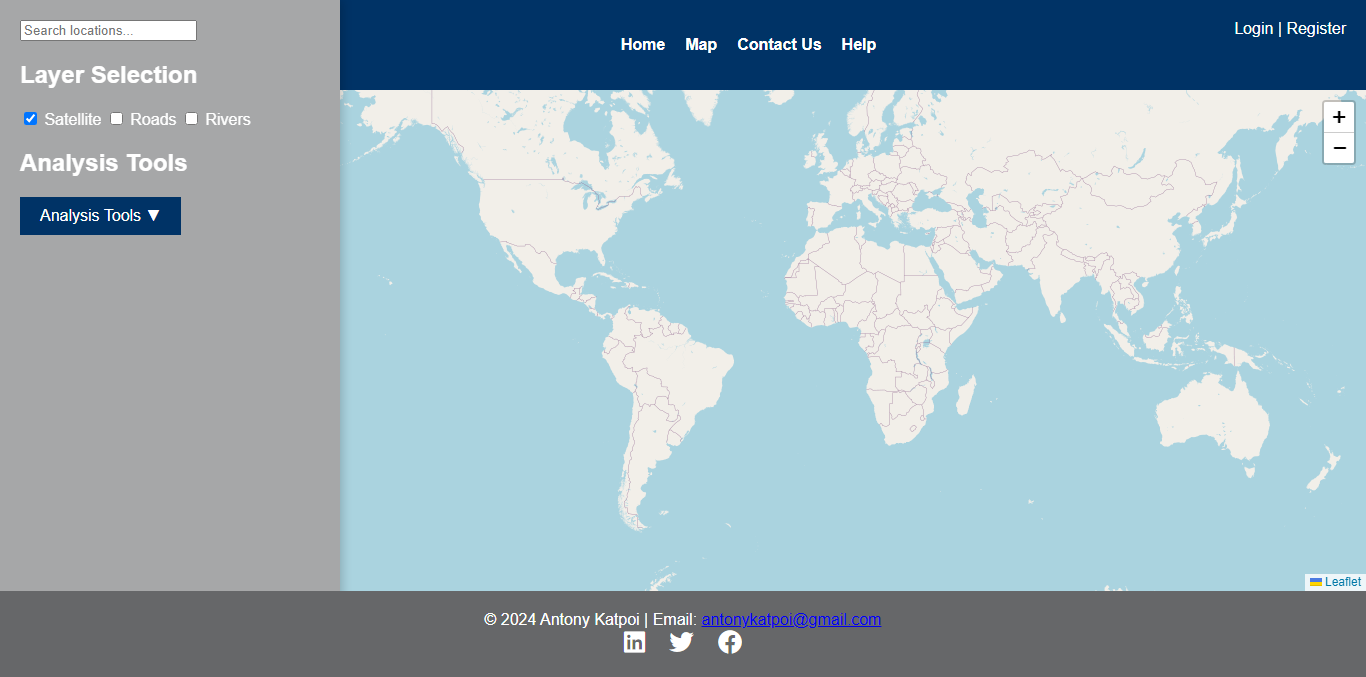 Search locations...
Layer Selection
Satellite Roads Rivers
Analysis Tools
Analysis Tools ▼
Home Map Contact Us Help
Login | Register
+
−
Leaflet
© 2024 Antony Katpoi | Email: antonykatpoi@gmail.com
in